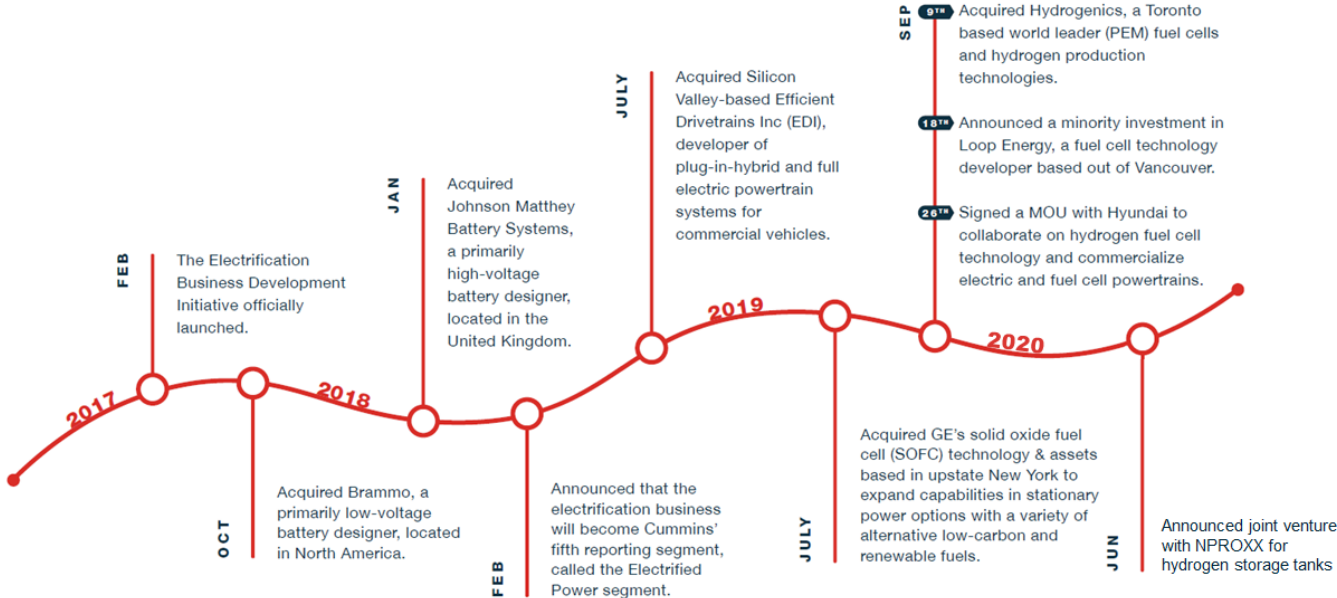 2017
FEB
The Electrification
Business Development
Initiative officially
launched.
OCT
Acquired Brammo, a
primarily low-voltage
battery designer, located
in North America.
2018
JAN
Acquired
Johnson Matthey
Battery Systems,
a primarily
high-voltage
battery designer,
located in the
United Kingdom.
FEB
Announced that the
electrification business
will become Cummins'
fifth reporting segment,
called the Electrified
Power segment.
JULY
Acquired Silicon
Valley-based Efficient
Drivetrains Inc (EDI),
developer of
plug-in-hybrid and full
electric powertrain
systems for
commercial vehicles.
2019
JULY
Acquired GE's solid oxide fuel
cell (SOFC) technology & assets
based in upstate New York to
expand capabilities in stationary
power options with a variety of
alternative low-carbon and
renewable fuels.
SEP
9TH
Acquired Hydrogenics, a Toronto
based world leader (PEM) fuel cells
and hydrogen production
technologies.
18TH
Announced a minority investment in
Loop Energy, a fuel cell technology
developer based out of Vancouver.
26TH
Signed a MOU with Hyundai to
collaborate on hydrogen fuel cell
technology and commercialize
electric and fuel cell powertrains.
2020
JUN
Announced joint venture
with NPROXX for
hydrogen storage tanks